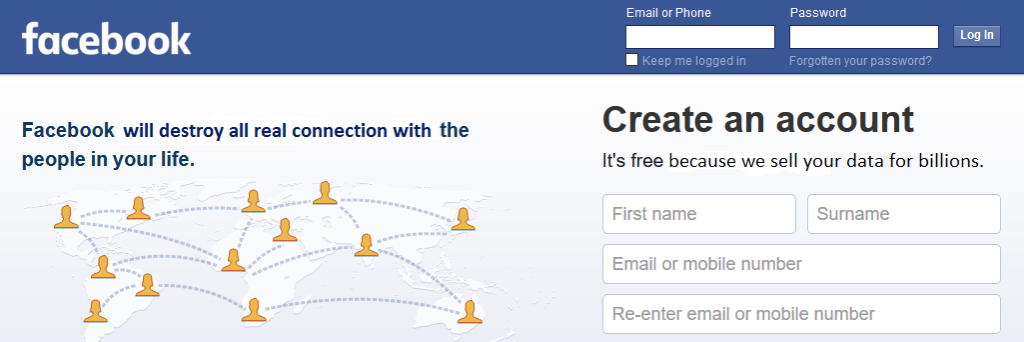 facebook
Email or Phone
Password
Log In
Keep me logged in
Forgotten your password?
Facebook will destroy all real connection with the
people in your life.
Create an account
It's free because we sell your data for billions.
First name
Surname
Email or mobile number
Re-enter email or mobile number